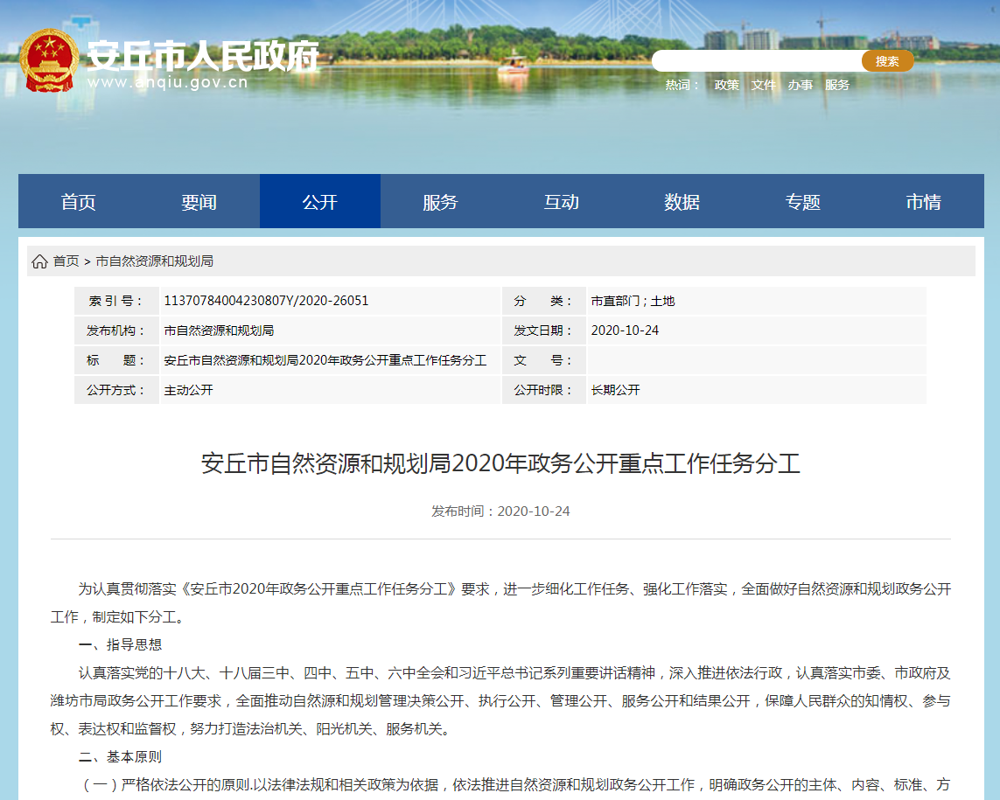 安丘市人民政府
www.anqiu.gov.cn
搜索
热词： 政策 文件 办事 服务
首页 要闻 公开 服务 互动 数据 专题 市情
首页 > 市自然资源和规划局
索 引 号： 11370784004230807Y/2020-26051 分 类： 市直部门 ; 土地
发布机构： 市自然资源和规划局 发文日期： 2020-10-24
标 题： 安丘市自然资源和规划局2020年政务公开重点工作任务分工 文 号：
公开方式： 主动公开 公开时限： 长期公开
安丘市自然资源和规划局2020年政务公开重点工作任务分工
发布时间：2020-10-24
为认真贯彻落实《安丘市2020年政务公开重点工作任务分工》要求，进一步细化工作任务、强化工作落实，全面做好自然资源和规划政务公开
工作，制定如下分工。
一、指导思想
认真落实党的十八大、十八届三中、四中、五中、六中全会和习近平总书记系列重要讲话精神，深入推进依法行政，认真落实市委、市政府及
潍坊市局政务公开工作要求，全面推动自然源和规划管理决策公开、执行公开、管理公开、服务公开和结果公开，保障人民群众的知情权、参与
权、表达权和监督权，努力打造法治机关、阳光机关、服务机关。
二、基本原则
（一）严格依法公开的原则.以法律法规和相关政策为依据，依法推进自然资源和规划政务公开工作，明确政务公开的主体、内容、标准、方